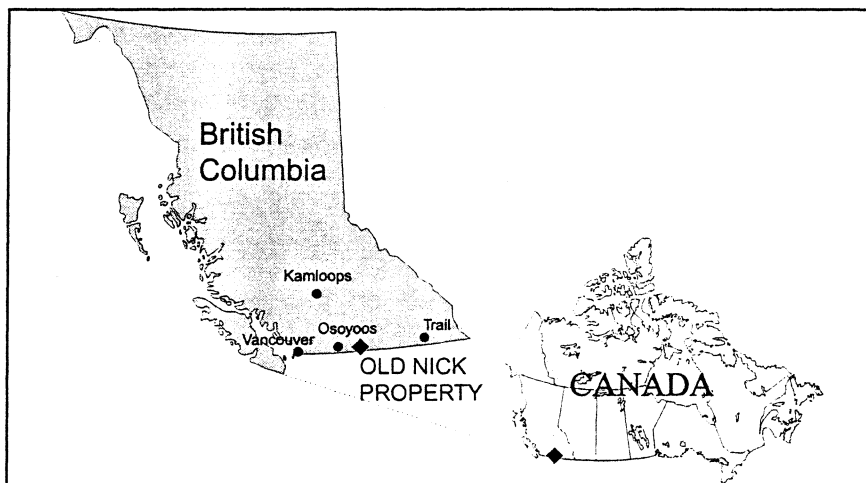 British
Columbia
Kamloops
Vancouver
Osoyoos
Trail
OLD NICK
PROPERTY
CANADA